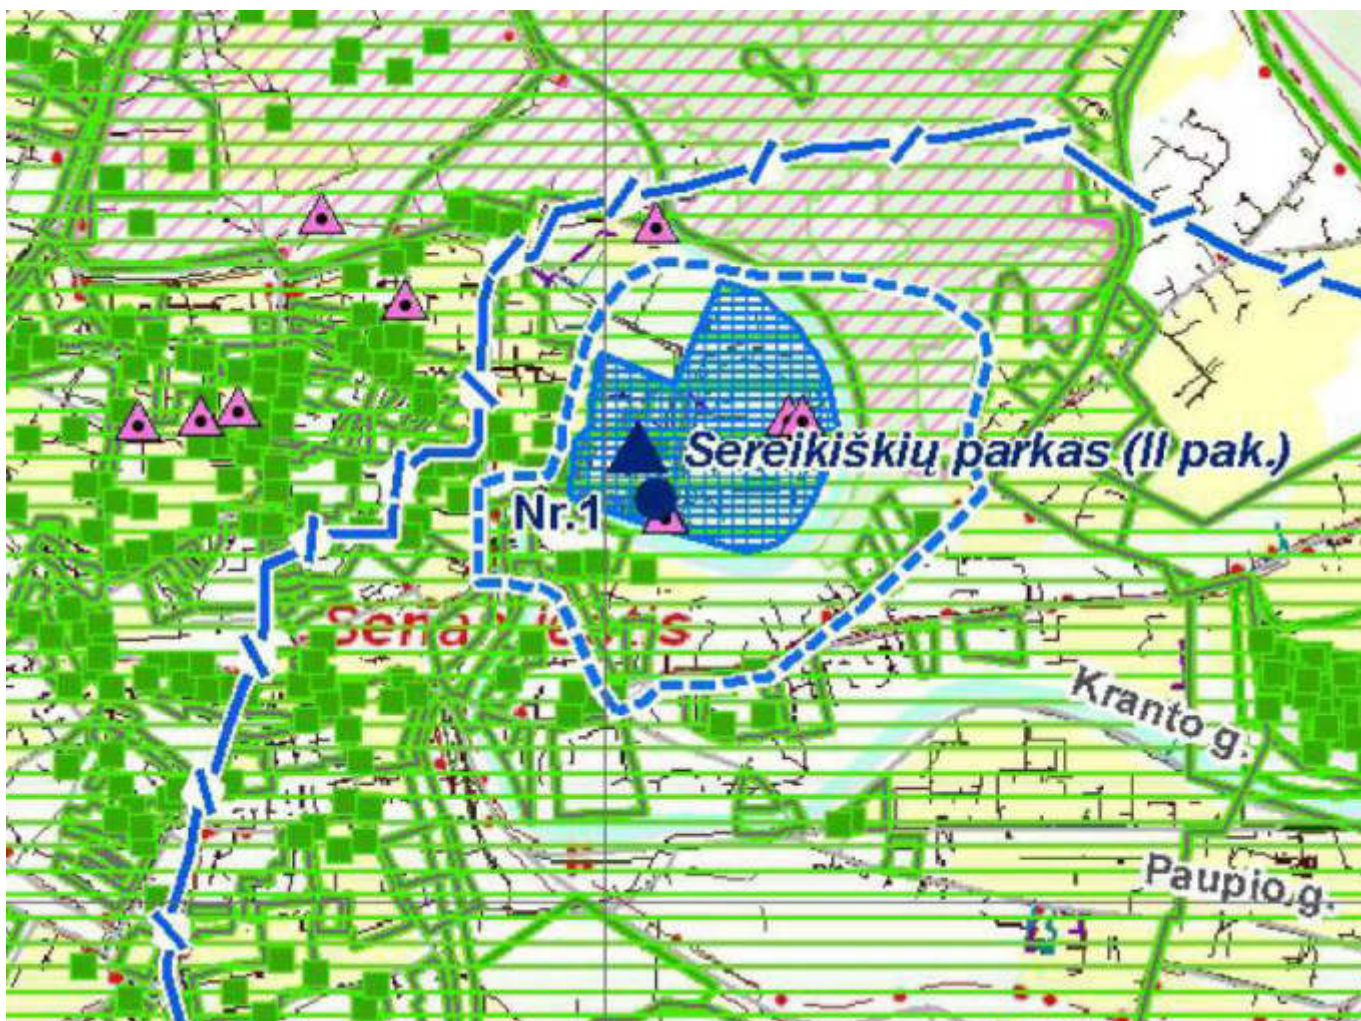 Sereikiškių parkas (II pak.)
Nr.1
Kranto g.
Paupio g.